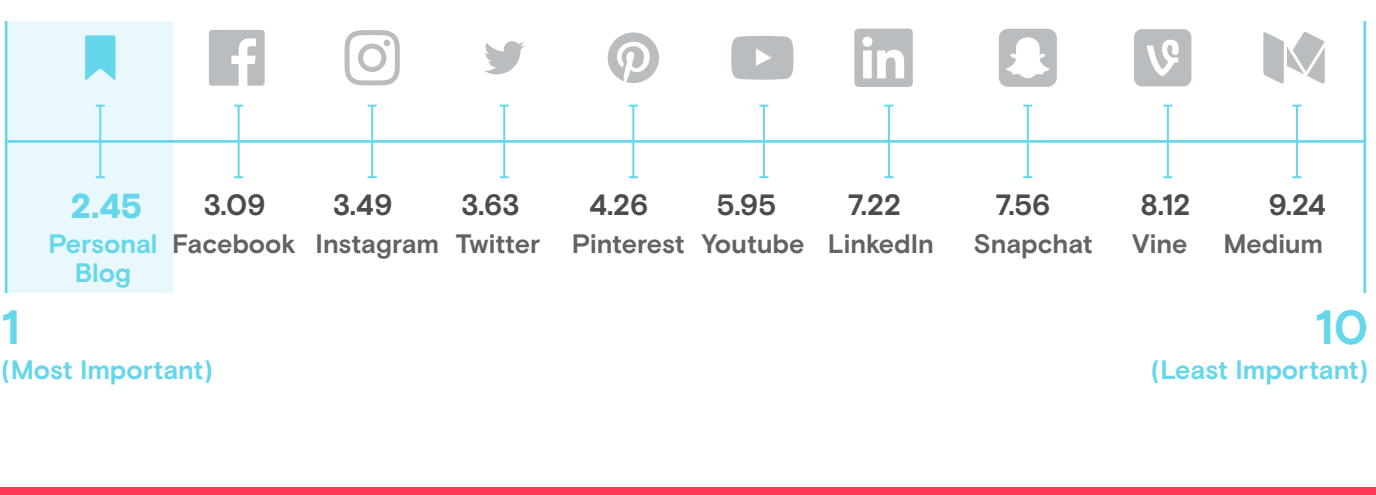 2.45 3.09 3.49 3.63 4.26 5.95 7.22 7.56 8.12 9.24
Personal Facebook Instagram Twitter Pinterest Youtube LinkedIn Snapchat Vine Medium
Blog
1 10
(Most Important) (Least Important)